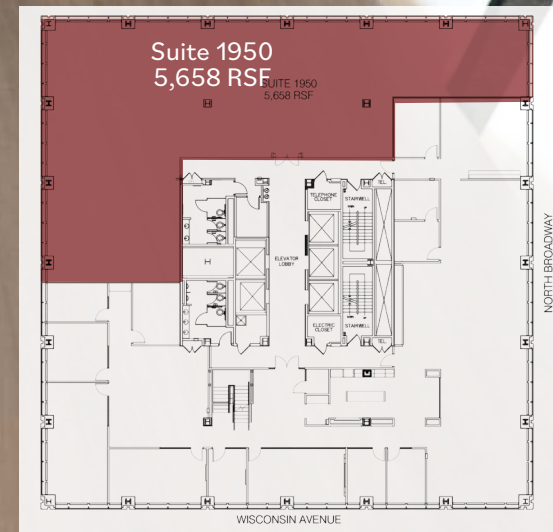 Suite 1950
5,658 RSF
SUITE 1950
5,658 RSF
TELEPHONE
CLOSET
STAIRWELL
TEL.
ELEVATOR
LOBBY
ELECTRIC
CLOSET
STAIRWELL
TEL.
NORTH BROADWAY
WISCONSIN AVENUE